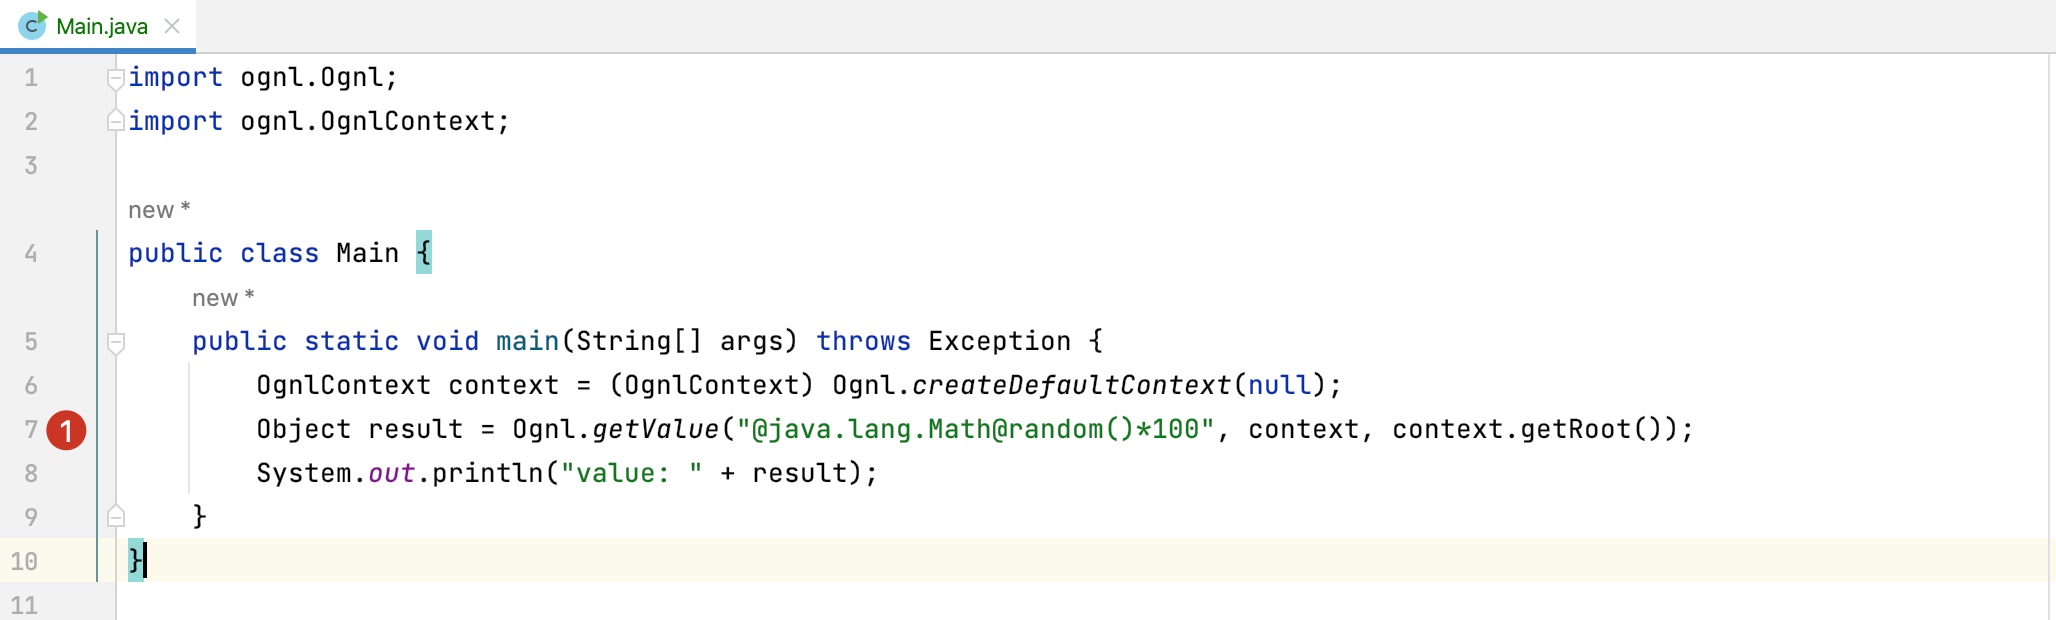 C Main.java
1 import ognl.Ognl;
2 import ognl.OgnlContext;
3
new *
4 public class Main {
new *
5 public static void main(String[] args) throws Exception {
6 OgnlContext context = (OgnlContext) Ognl.createDefaultContext(null);
7 1 Object result = Ognl.getValue("@java.lang.Math@random()*100", context, context.getRoot());
8 System.out.println("value: " + result);
9 }
10 }
11